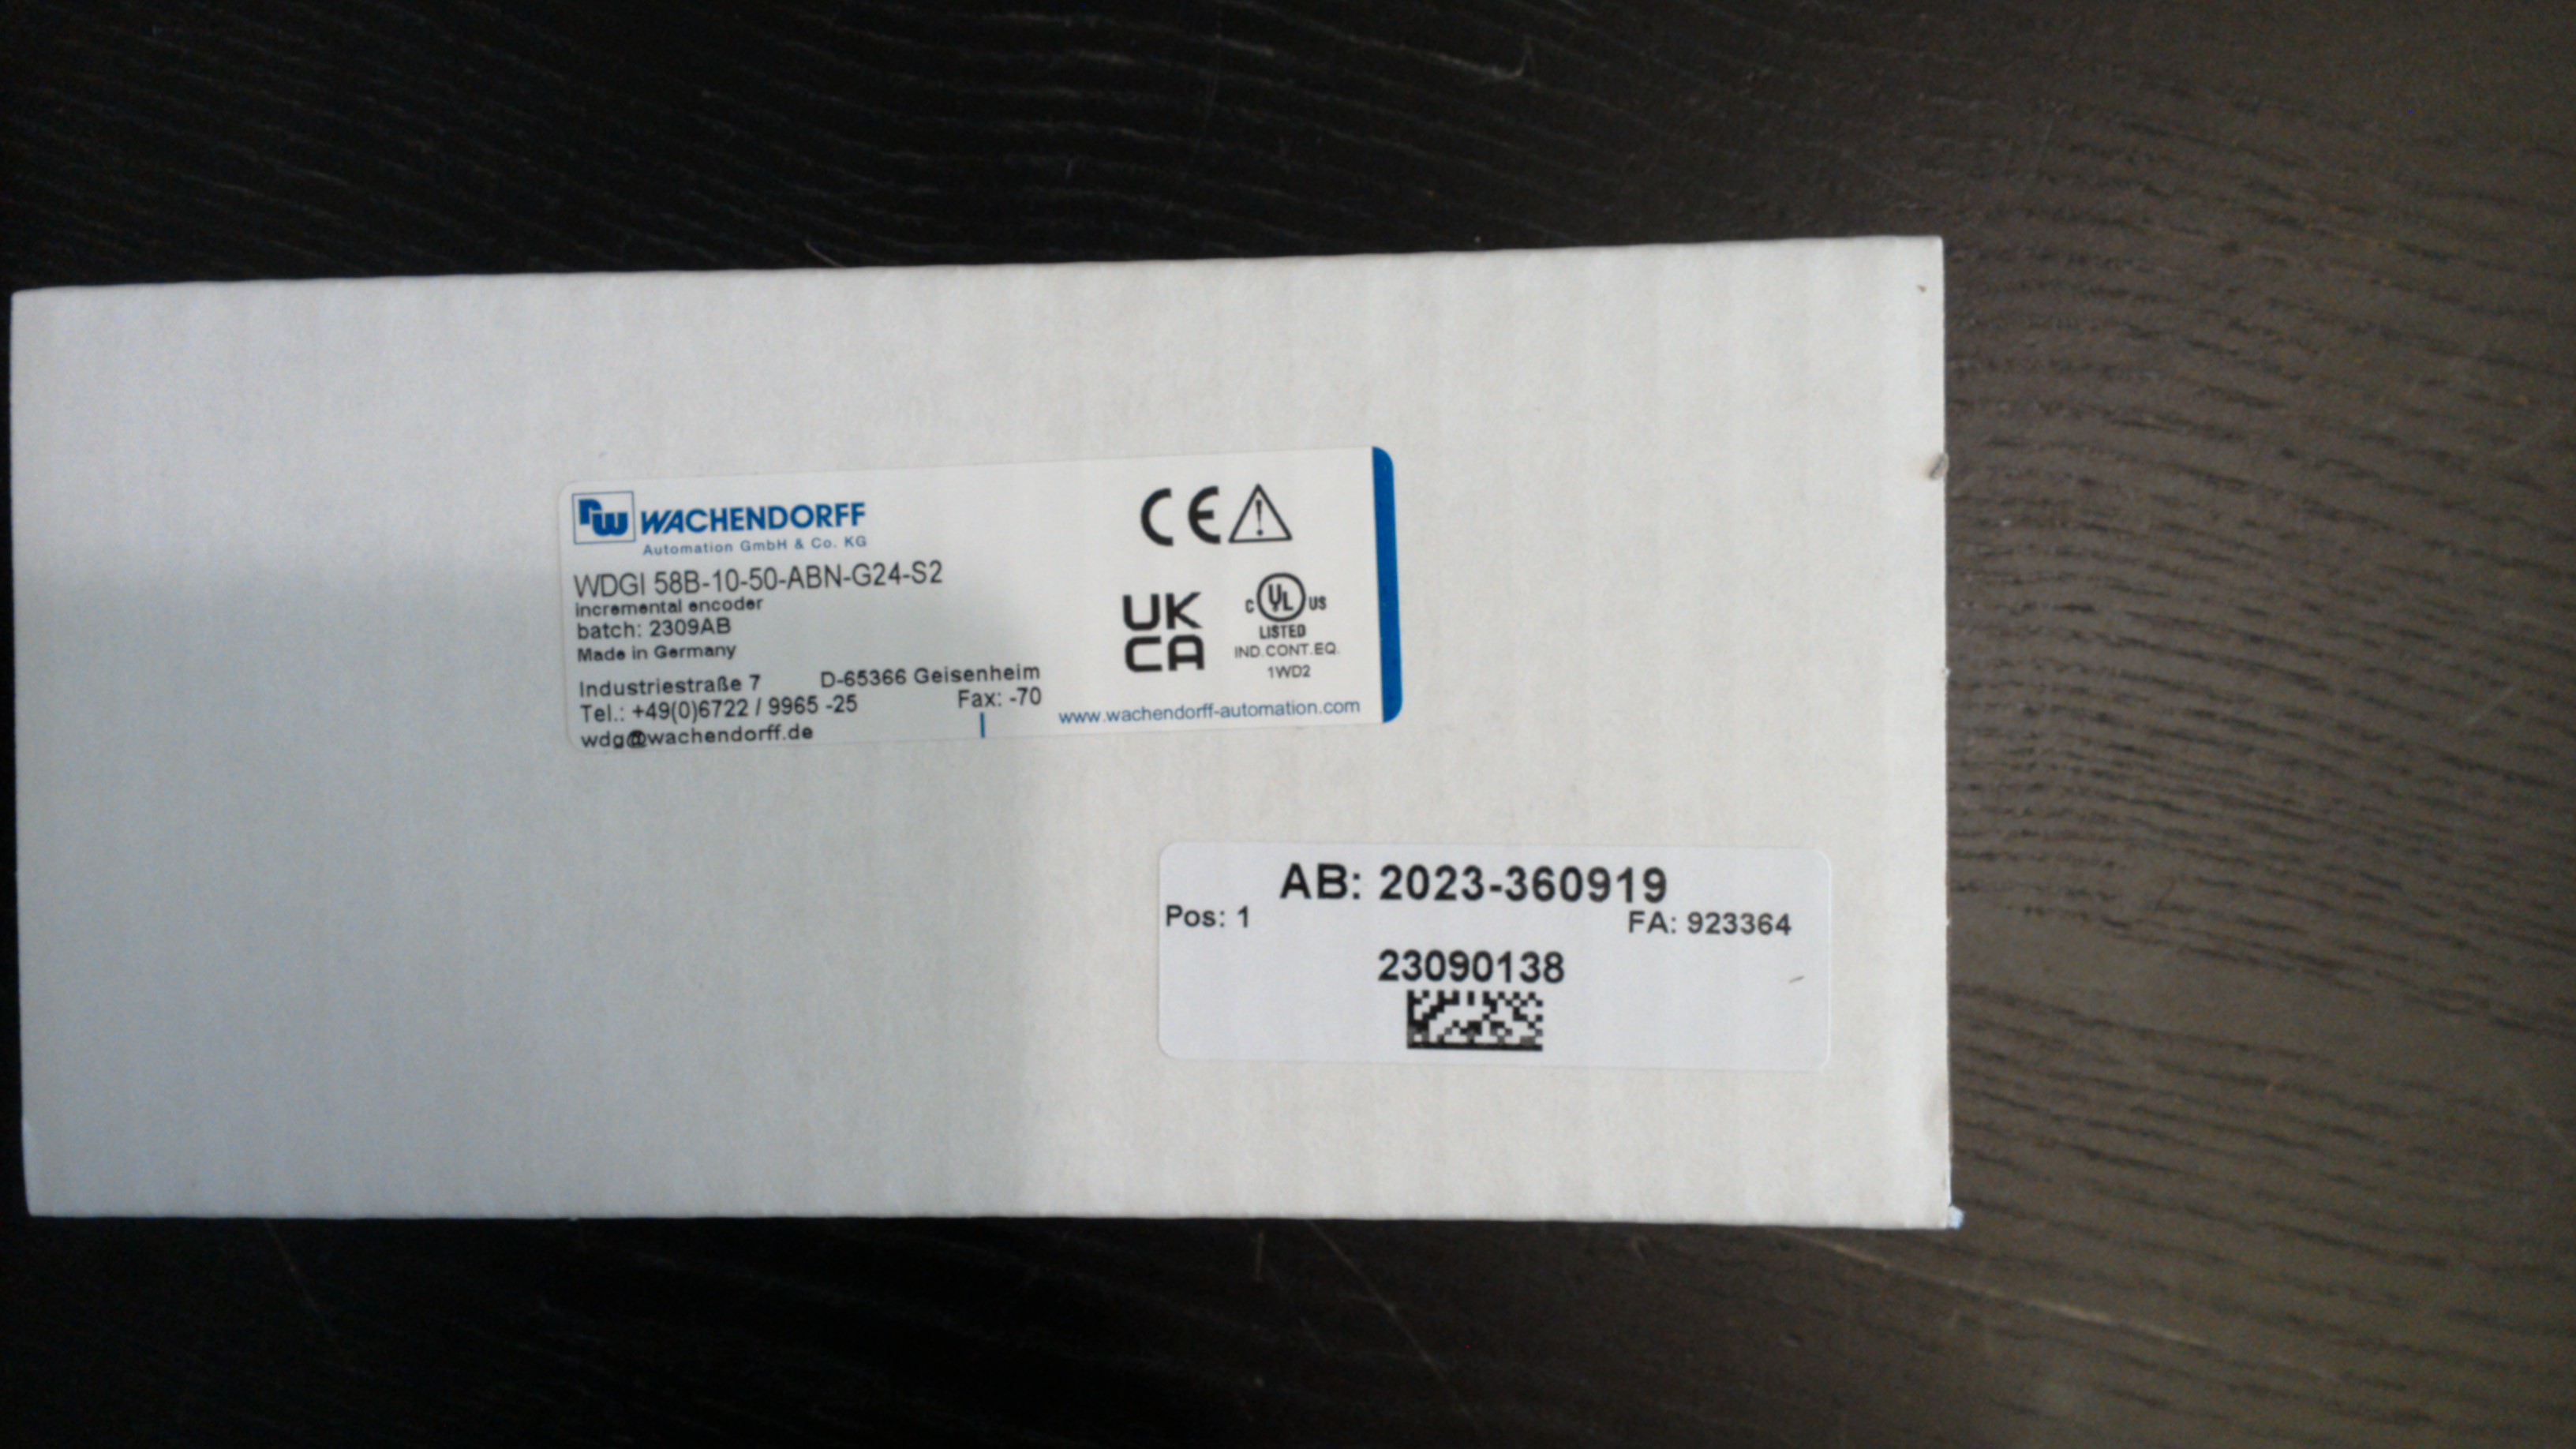 rw WACHENDORFF
Automation GmbH & Co. KG
WDGI 58B-10-50-ABN-G24-S2
incremental encoder
batch: 2309AB
Made in Germany
Industriestraße 7 D-65366 Geisenheim
Tel.: +49(0)6722 / 9965 -25 Fax: -70
wdg@wachendorff.de
CE
UK
CA
C UL US
LISTED
IND.CONT.EQ.
1WD2
www.wachendorff-automation.com
AB: 2023-360919
Pos: 1 FA: 923364
23090138